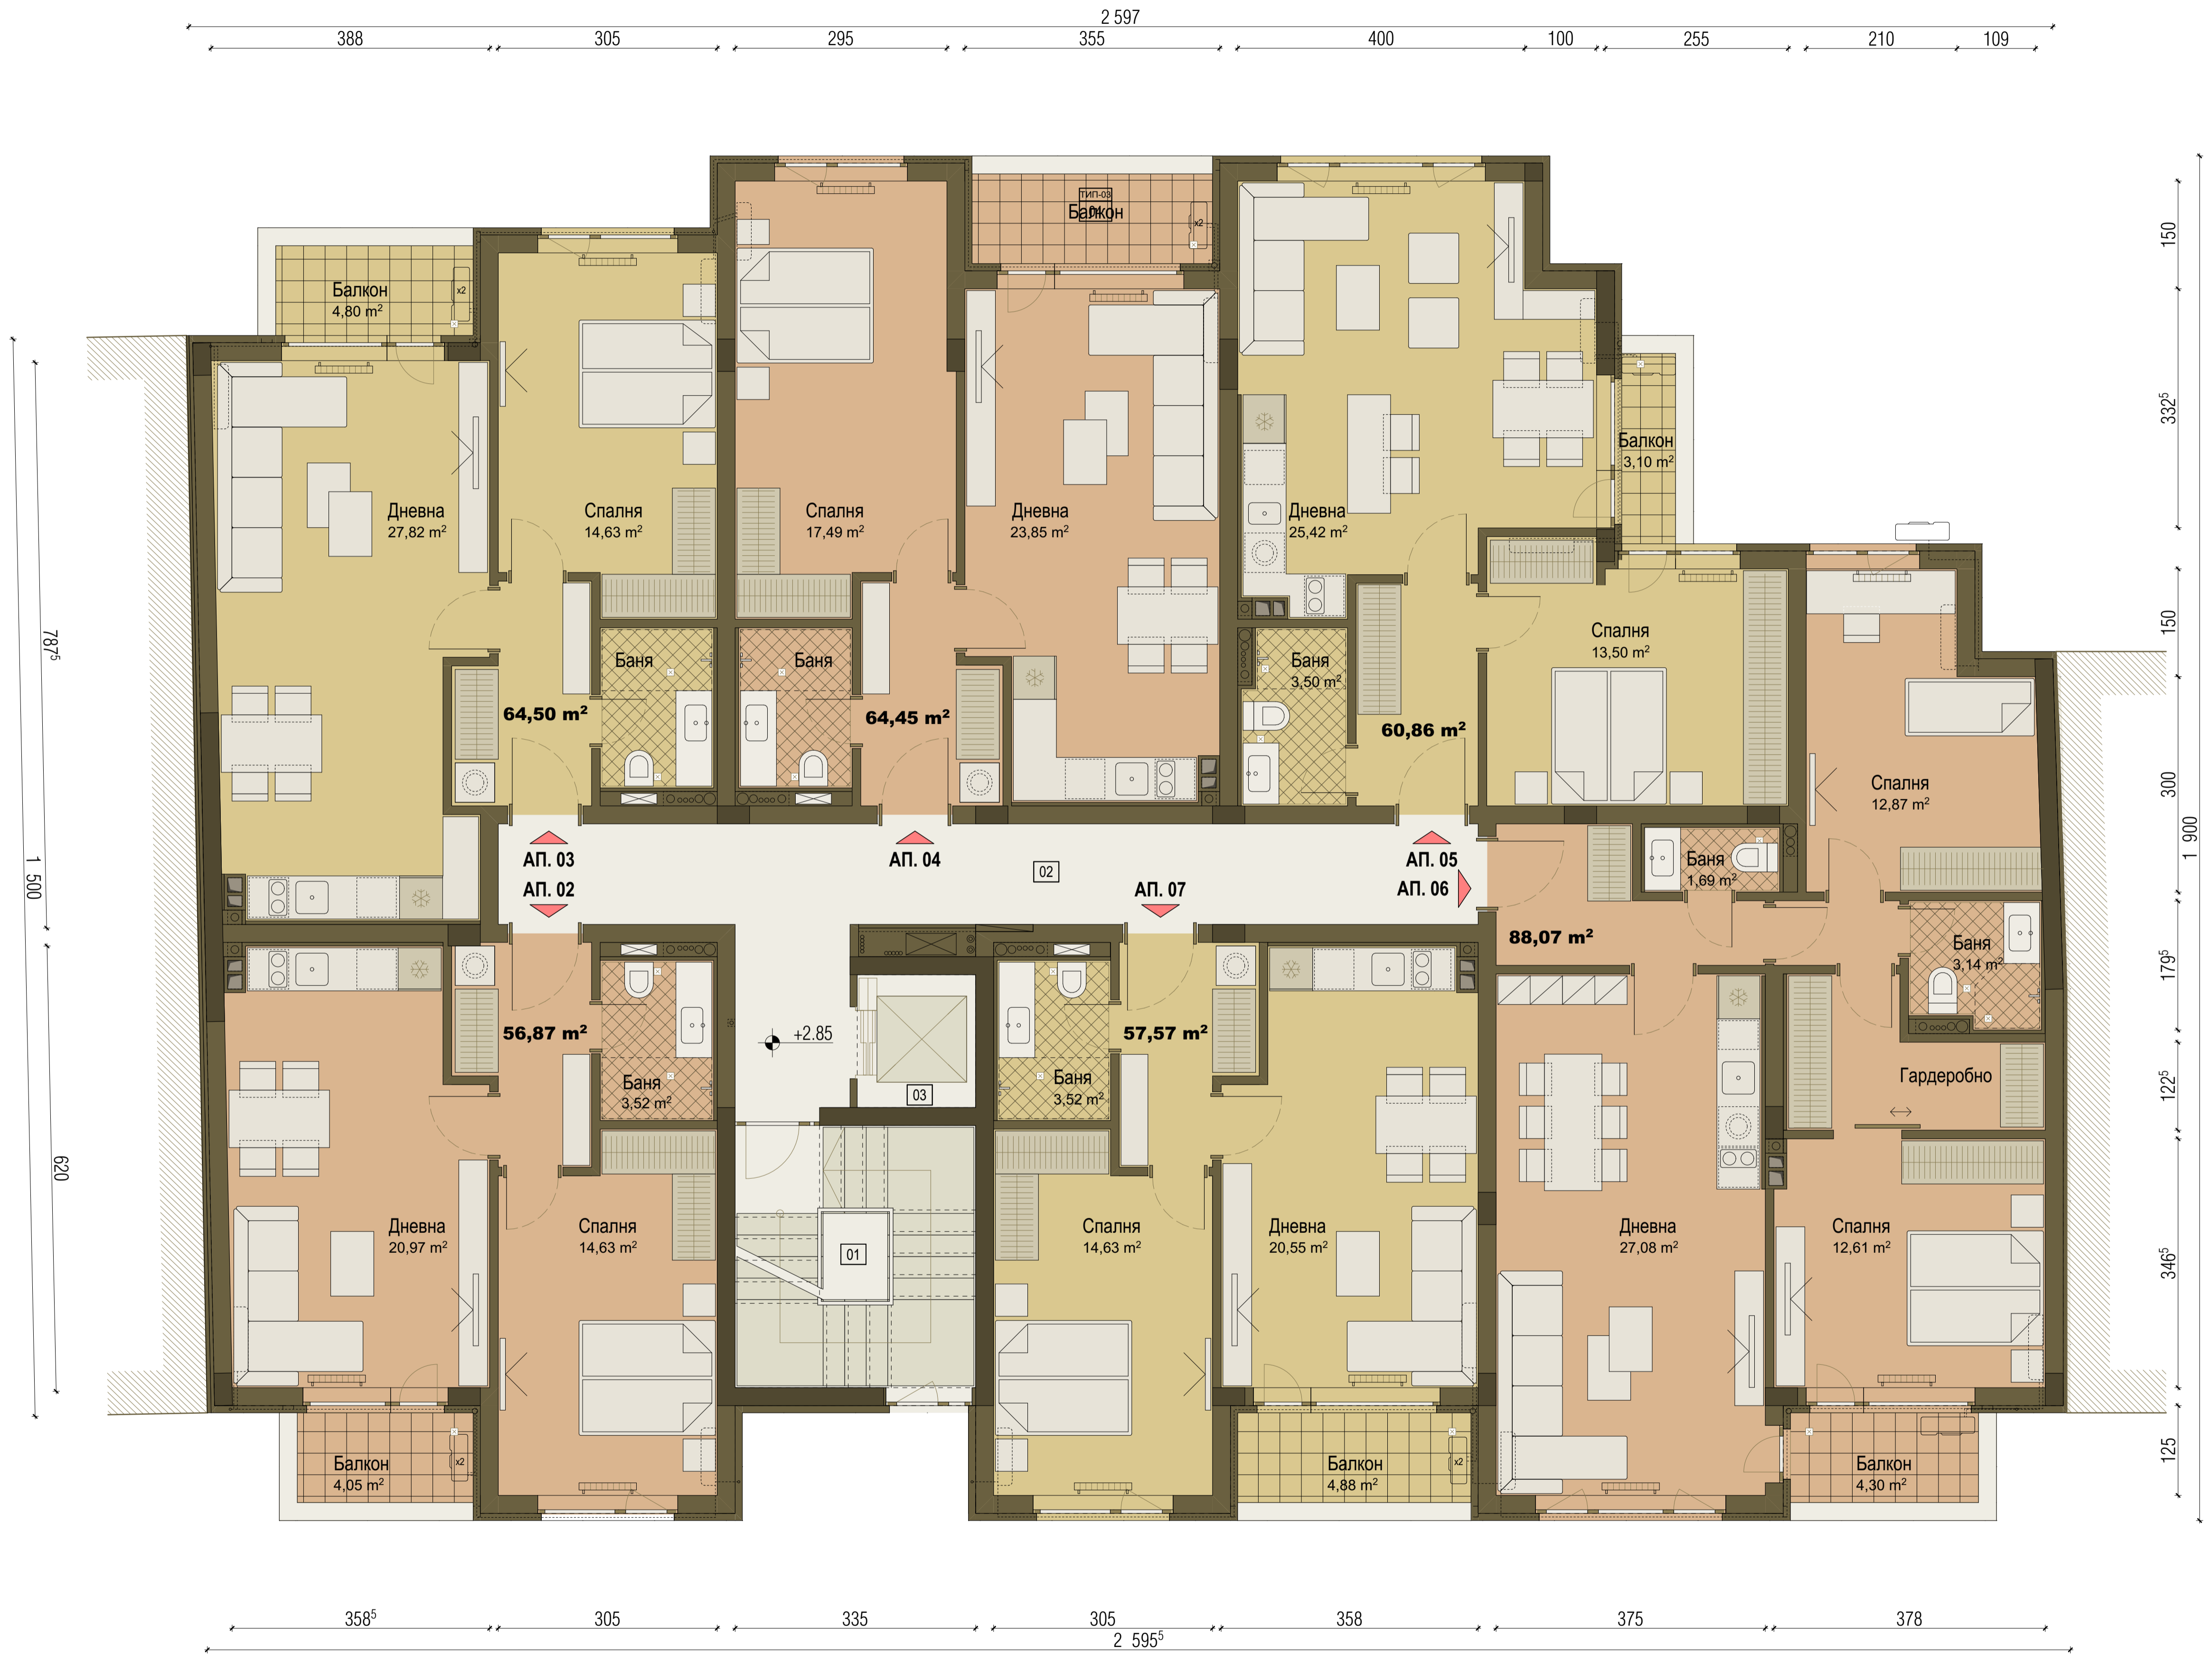 2 597
388 305 295 355 400 100 255 210 109
ТИП-03
Балкон
x2
Балкон
4,80 m²
x2
150
332⁵
Балкон
3,10 m²
Дневна
27,82 m²
Спалня
14,63 m²
Спалня
17,49 m²
Дневна
23,85 m²
Дневна
25,42 m²
Спалня
13,50 m²
150
787⁵
Баня
Баня
Баня
3,50 m²
64,50 m²
64,45 m²
60,86 m²
Спалня
12,87 m²
300
1 900
1 500
АП. 03
АП. 04
АП. 05
02
АП. 02
АП. 07
АП. 06
Баня
1,69 m²
88,07 m²
Баня
3,14 m²
179⁵
56,87 m²
+2.85
57,57 m²
Баня
3,52 m²
03
Баня
3,52 m²
Гардеробно
122⁵
620
Дневна
20,97 m²
Спалня
14,63 m²
01
Спалня
14,63 m²
Дневна
20,55 m²
Дневна
27,08 m²
Спалня
12,61 m²
346⁵
Балкон
4,05 m²
x2
Балкон
4,88 m²
x2
Балкон
4,30 m²
125
358⁵ 305 335 305 358 375 378
2 595⁵